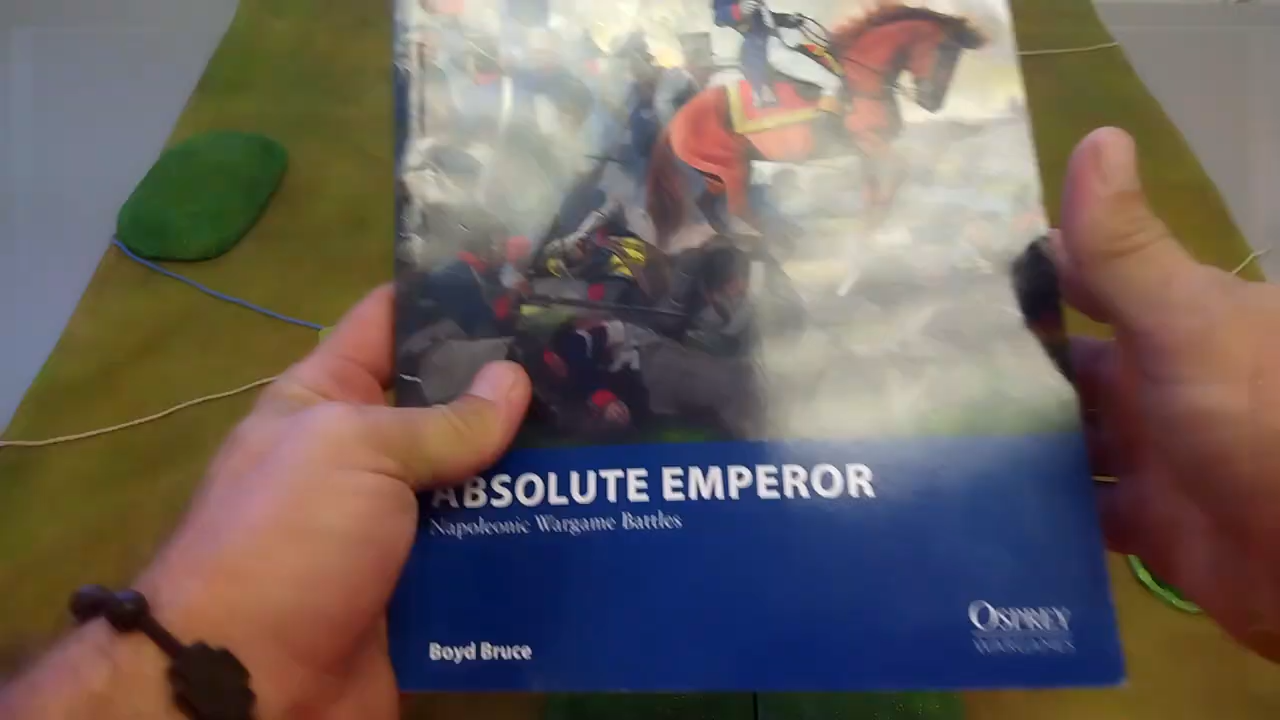 ABSOLUTE EMPEROR
Napoleonic Wargame Battles
Boyd Bruce
OSPREY
WARGAMES